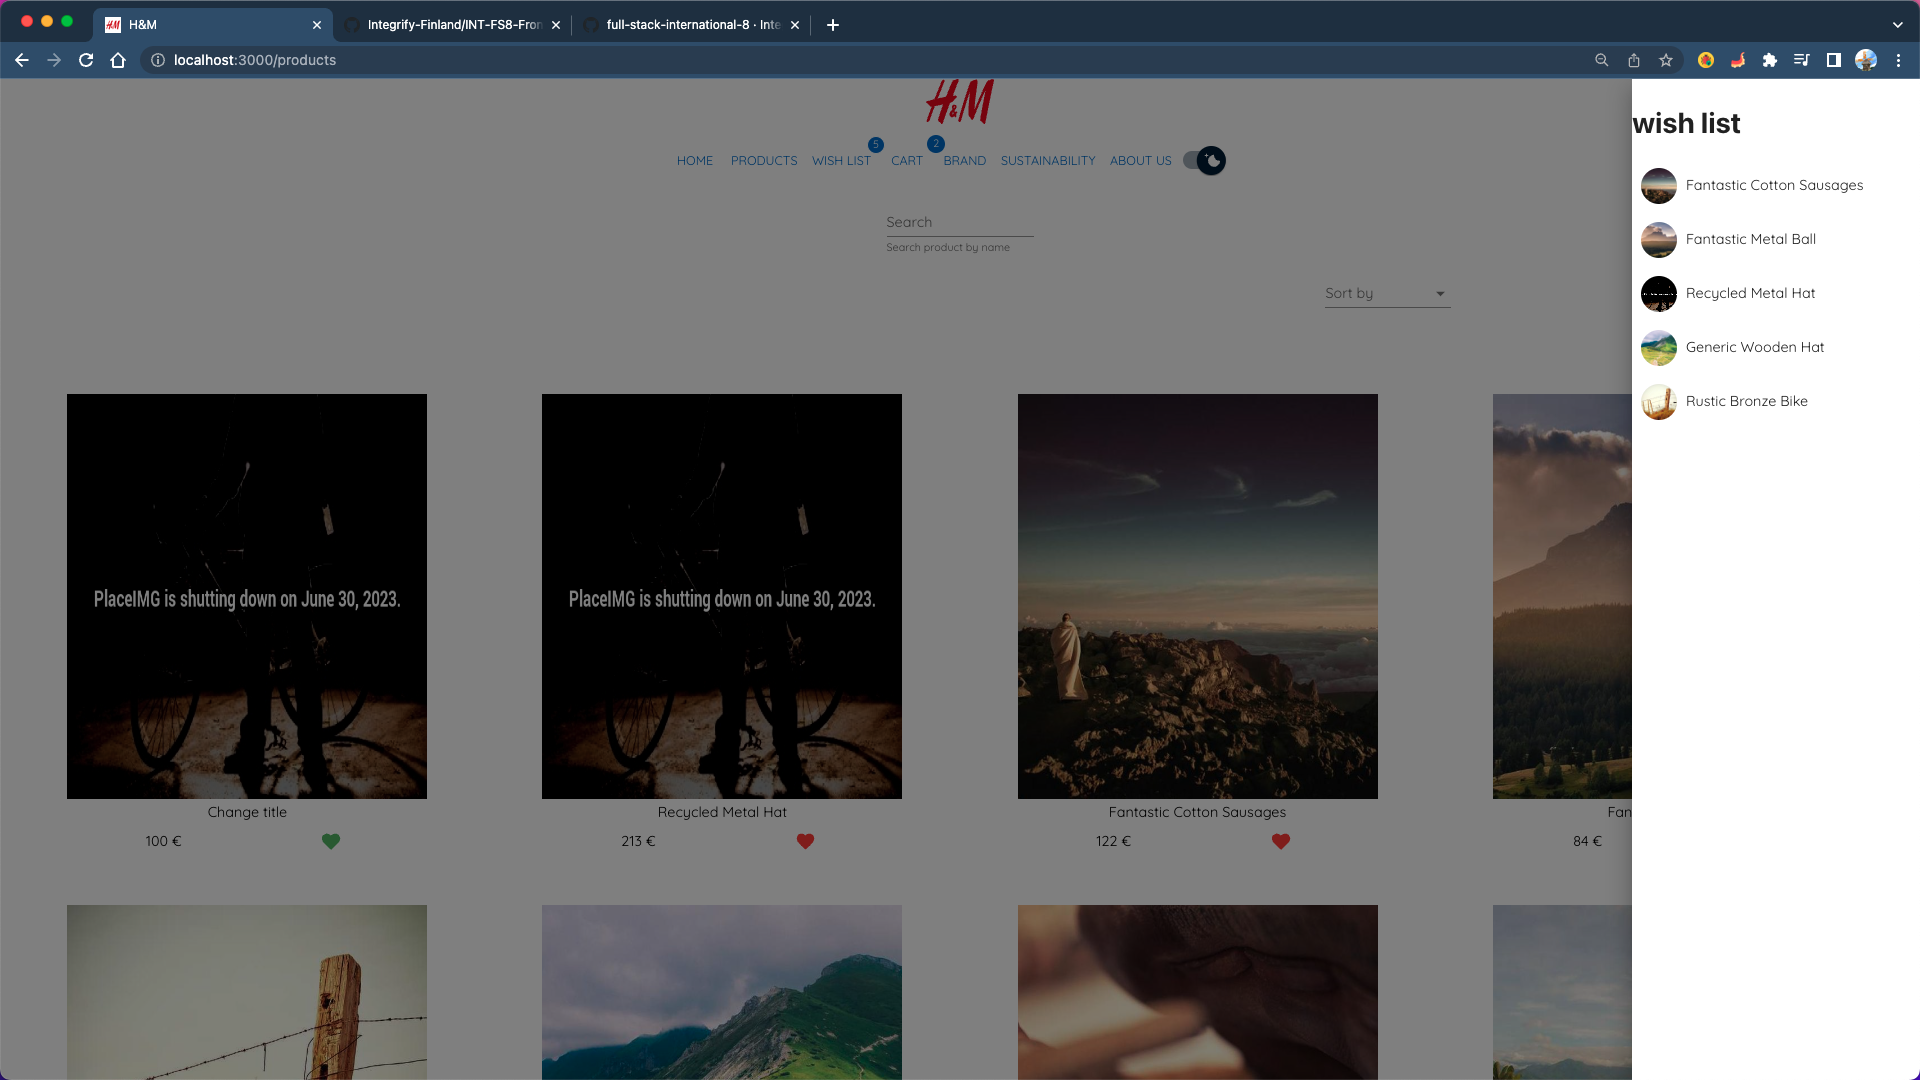 H&M
Integrify-Finland/INT-FS8-Fron
full-stack-international-8 · Inte
localhost:3000/products
H&M
5
2
HOME PRODUCTS WISH LIST CART BRAND SUSTAINABILITY ABOUT US
Search
Search product by name
Sort by
PlaceIMG is shutting down on June 30, 2023.
PlaceIMG is shutting down on June 30, 2023.
Change title
Recycled Metal Hat
Fantastic Cotton Sausages
Fan
100 €
213 €
122 €
84 €
wish list
Fantastic Cotton Sausages
Fantastic Metal Ball
Recycled Metal Hat
Generic Wooden Hat
Rustic Bronze Bike